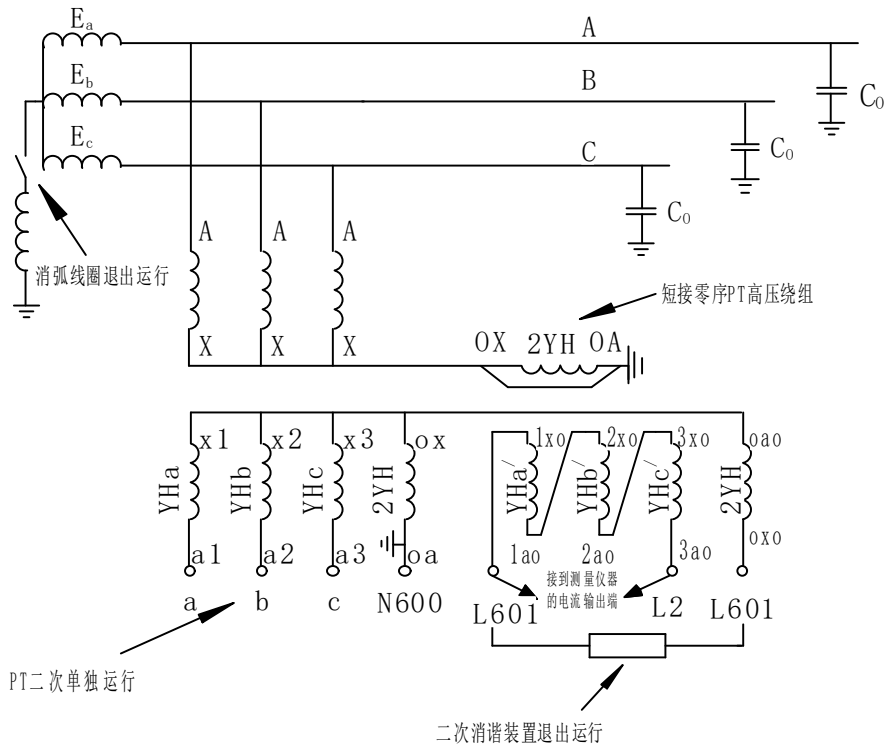 Ea
A
Eb
B
C0
Ec
C
C0
C0
A A A
消弧线圈退出运行
短接零序PT高压绕组
X X X
OX 2YH OA
x1 x2 x3 ox 1xo 2xo 3xo oao
YHa YHb YHc 2YH YHa′ YHb′ YHc′ 2YH
a1 a2 a3 oa 1ao 2ao 3ao oxo
接到测量仪器
的电流输出端
a b c N600 L601 L2 L601
PT二次单独运行
二次消谐装置退出运行